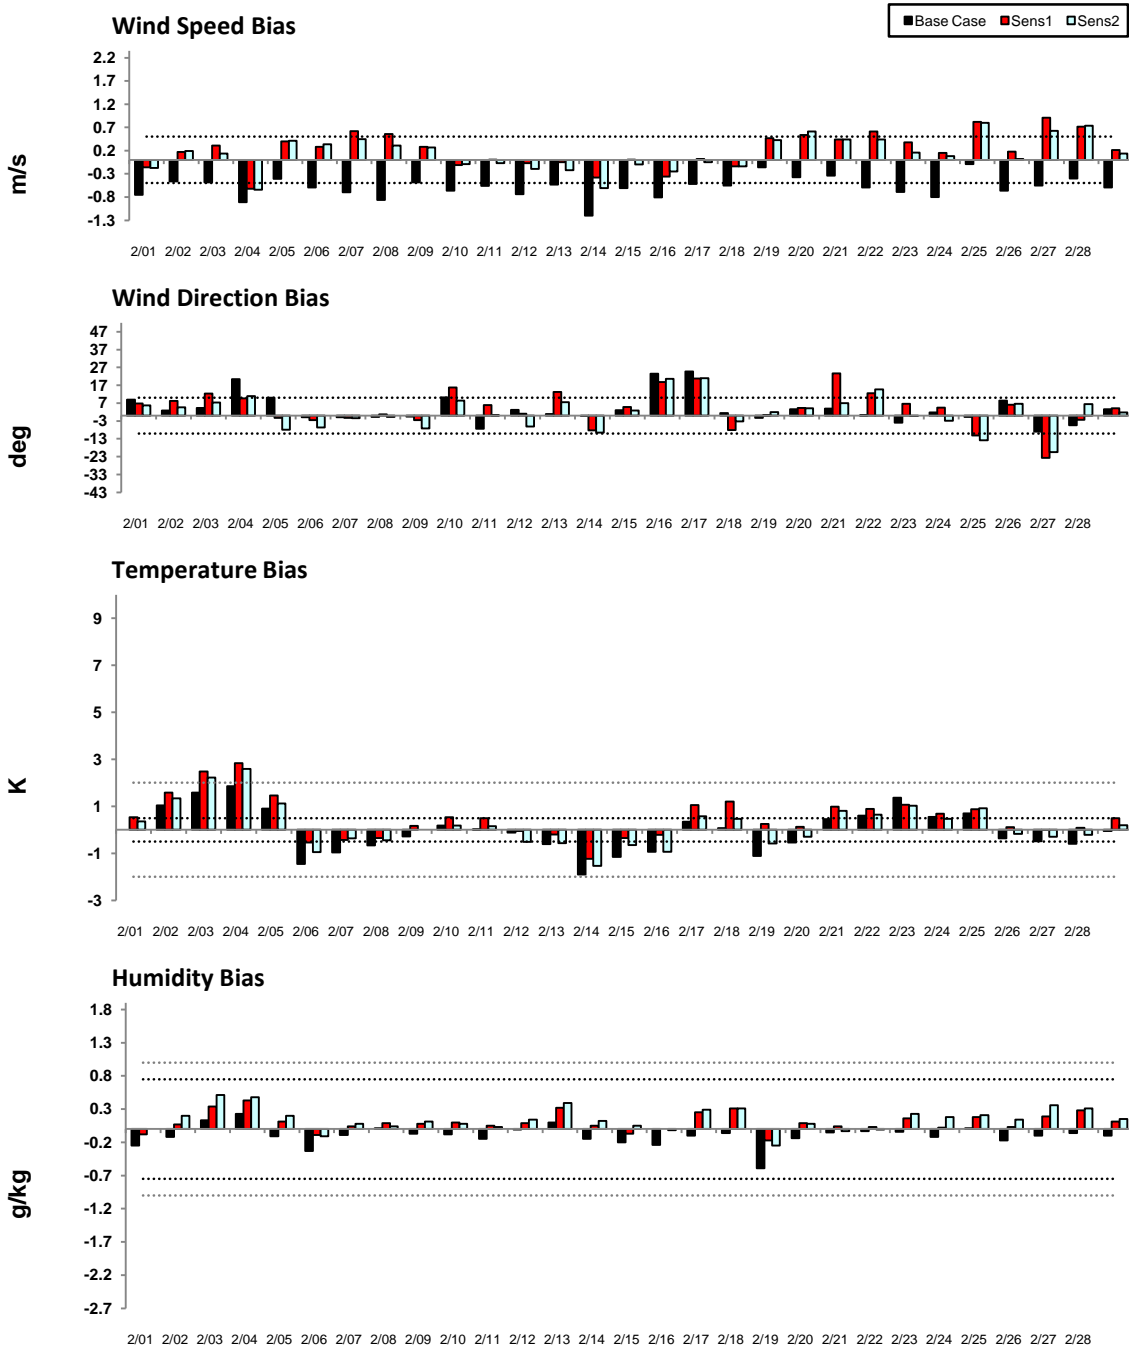 Wind Speed Bias
Base Case Sens1 Sens2
2.2
1.7
1.2
0.7
0.2
-0.3
-0.8
-1.3
m/s
2/01 2/02 2/03 2/04 2/05 2/06 2/07 2/08 2/09 2/10 2/11 2/12 2/13 2/14 2/15 2/16 2/17 2/18 2/19 2/20 2/21 2/22 2/23 2/24 2/25 2/26 2/27 2/28
Wind Direction Bias
47
37
27
17
7
-3
-13
-23
-33
-43
deg
2/01 2/02 2/03 2/04 2/05 2/06 2/07 2/08 2/09 2/10 2/11 2/12 2/13 2/14 2/15 2/16 2/17 2/18 2/19 2/20 2/21 2/22 2/23 2/24 2/25 2/26 2/27 2/28
Temperature Bias
9
7
5
3
1
-1
-3
K
2/01 2/02 2/03 2/04 2/05 2/06 2/07 2/08 2/09 2/10 2/11 2/12 2/13 2/14 2/15 2/16 2/17 2/18 2/19 2/20 2/21 2/22 2/23 2/24 2/25 2/26 2/27 2/28
Humidity Bias
1.8
1.3
0.8
0.3
-0.2
-0.7
-1.2
-1.7
-2.2
-2.7
g/kg
2/01 2/02 2/03 2/04 2/05 2/06 2/07 2/08 2/09 2/10 2/11 2/12 2/13 2/14 2/15 2/16 2/17 2/18 2/19 2/20 2/21 2/22 2/23 2/24 2/25 2/26 2/27 2/28